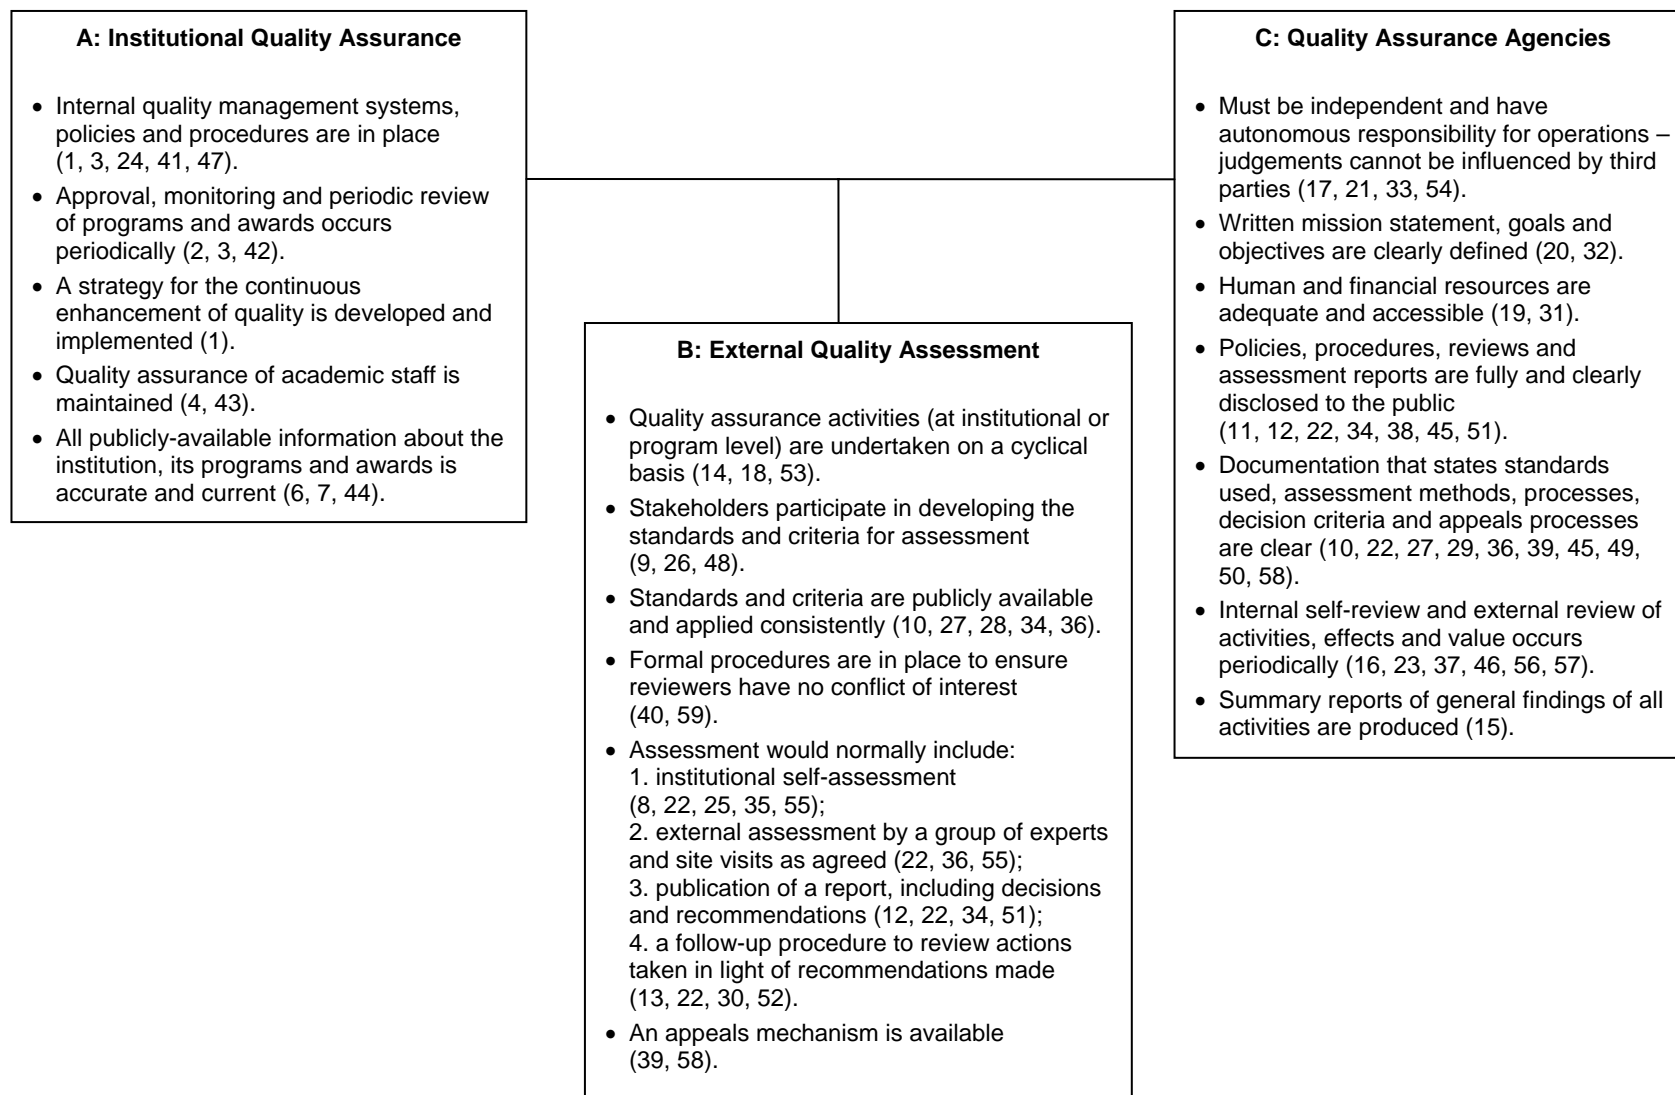 A: Institutional Quality Assurance
• Internal quality management systems,
policies and procedures are in place
(1, 3, 24, 41, 47).
• Approval, monitoring and periodic review
of programs and awards occurs
periodically (2, 3, 42).
• A strategy for the continuous
enhancement of quality is developed and
implemented (1).
• Quality assurance of academic staff is
maintained (4, 43).
• All publicly-available information about the
institution, its programs and awards is
accurate and current (6, 7, 44).
B: External Quality Assessment
• Quality assurance activities (at institutional or
program level) are undertaken on a cyclical
basis (14, 18, 53).
• Stakeholders participate in developing the
standards and criteria for assessment
(9, 26, 48).
• Standards and criteria are publicly available
and applied consistently (10, 27, 28, 34, 36).
• Formal procedures are in place to ensure
reviewers have no conflict of interest
(40, 59).
• Assessment would normally include:
1. institutional self-assessment
(8, 22, 25, 35, 55);
2. external assessment by a group of experts
and site visits as agreed (22, 36, 55);
3. publication of a report, including decisions
and recommendations (12, 22, 34, 51);
4. a follow-up procedure to review actions
taken in light of recommendations made
(13, 22, 30, 52).
• An appeals mechanism is available
(39, 58).
C: Quality Assurance Agencies
• Must be independent and have
autonomous responsibility for operations –
judgements cannot be influenced by third
parties (17, 21, 33, 54).
• Written mission statement, goals and
objectives are clearly defined (20, 32).
• Human and financial resources are
adequate and accessible (19, 31).
• Policies, procedures, reviews and
assessment reports are fully and clearly
disclosed to the public
(11, 12, 22, 34, 38, 45, 51).
• Documentation that states standards
used, assessment methods, processes,
decision criteria and appeals processes
are clear (10, 22, 27, 29, 36, 39, 45, 49,
50, 58).
• Internal self-review and external review of
activities, effects and value occurs
periodically (16, 23, 37, 46, 56, 57).
• Summary reports of general findings of all
activities are produced (15).